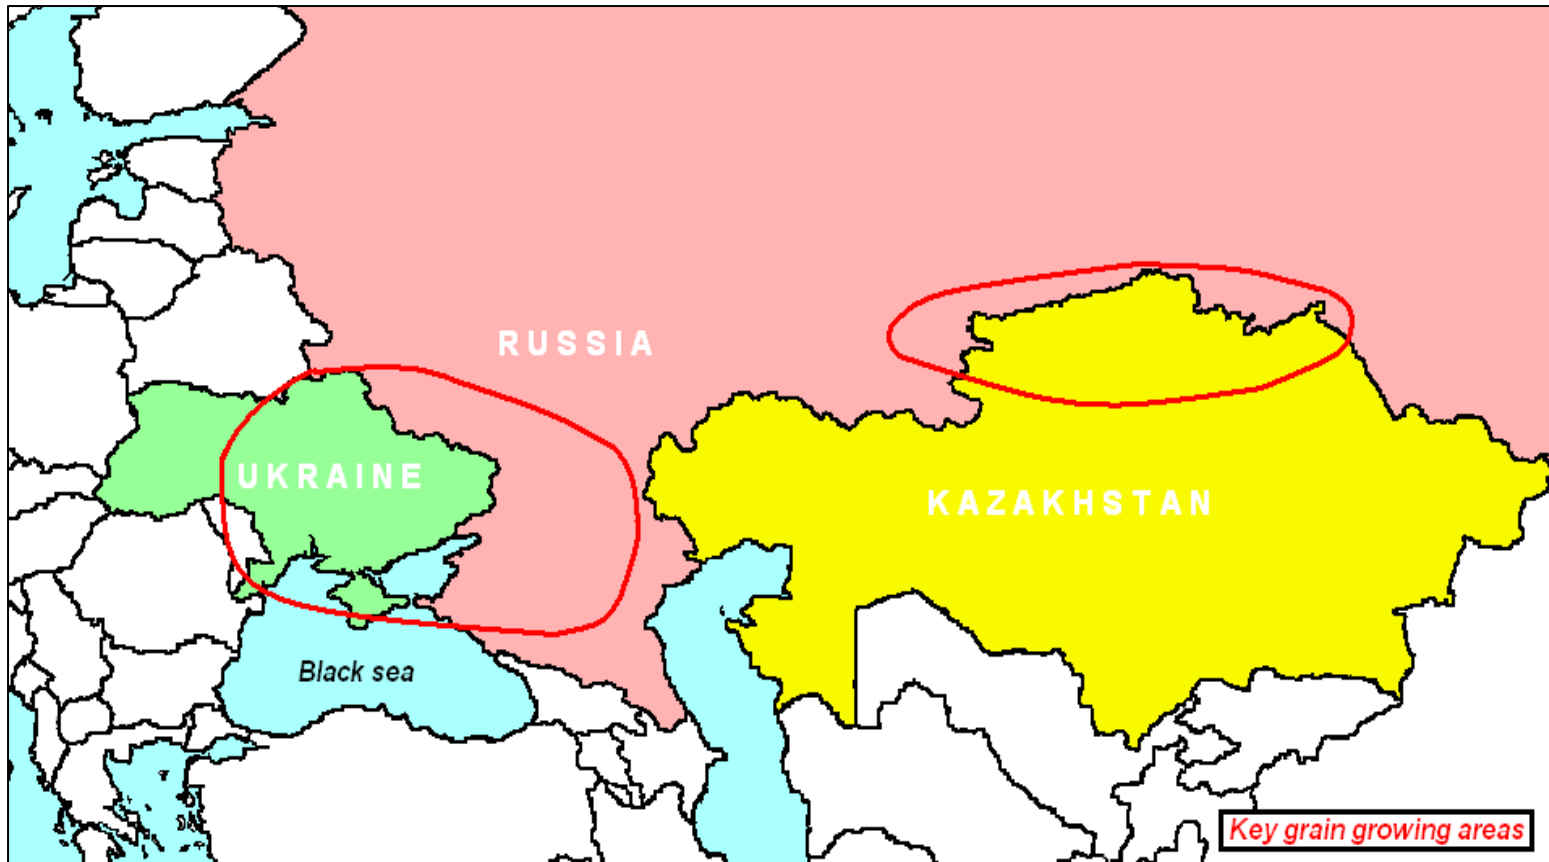 RUSSIA
UKRAINE
KAZAKHSTAN
Black sea
Key grain growing areas